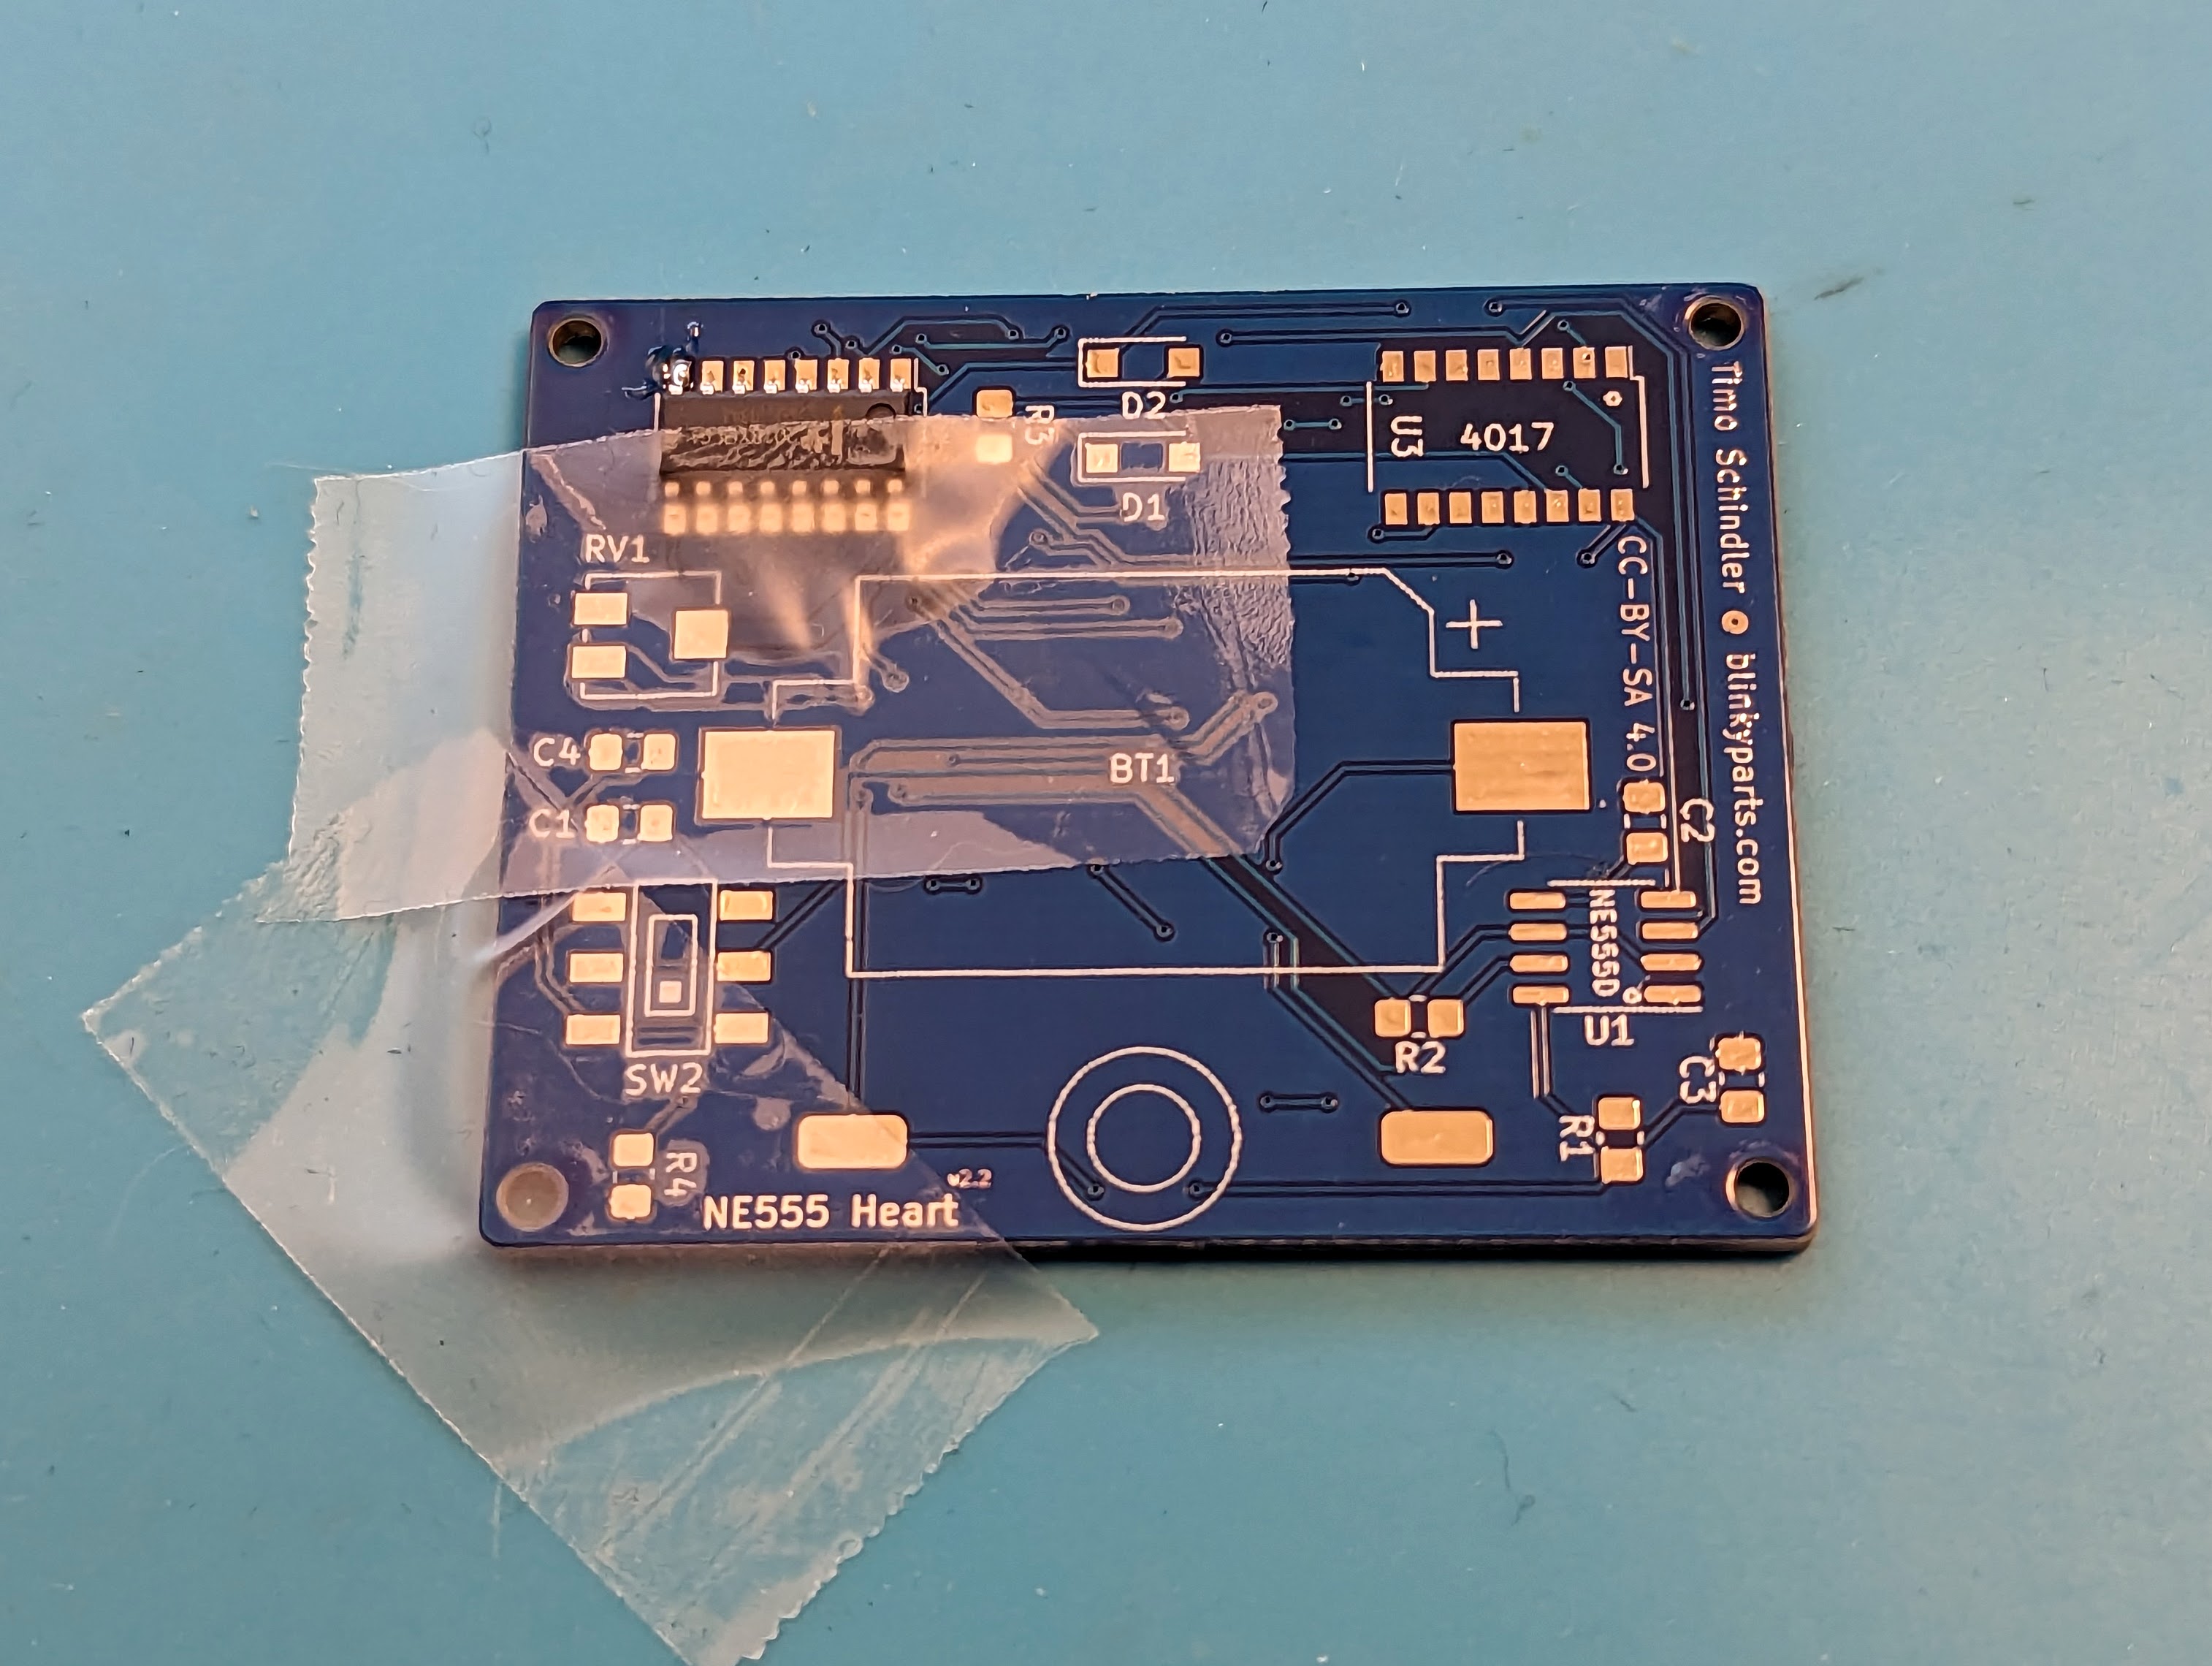 D2
R3
U3
4017
D1
RV1
CC-BY-SA 4.0
Timo Schindler @ blinkyparts.com
+
C4
BT1
C1
C2
NE555D
U1
R2
SW2
C3
R1
R4
v2.2
NE555 Heart